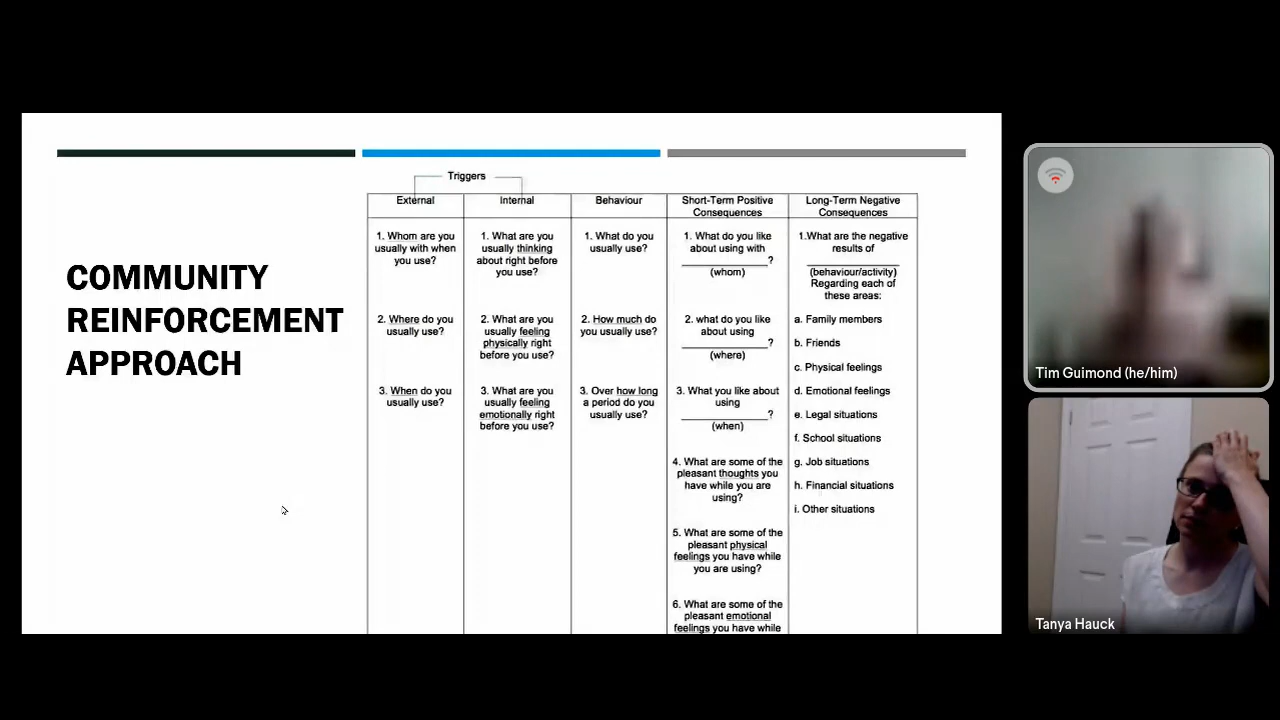 COMMUNITY
REINFORCEMENT
APPROACH
Triggers
External
Internal
Behaviour
Short-Term Positive
Consequences
Long-Term Negative
Consequences
1. Whom are you
usually with when
you use?
2. Where do you
usually use?
3. When do you
usually use?
1. What are you
usually thinking
about right before
you use?
2. What are you
usually feeling
physically right
before you use?
3. What are you
usually feeling
emotionally right
before you use?
1. What do you
usually use?
2. How much do
you usually use?
3. Over how long
a period do you
usually use?
1. What do you like
about using with
_______________?
(whom)
2. what do you like
about using
_______________?
(where)
3. What you like about
using
_______________?
(when)
4. What are some of the
pleasant thoughts you
have while you are
using?
5. What are some of the
pleasant physical
feelings you have while
you are using?
6. What are some of the
pleasant emotional
feelings you have while
1.What are the negative
results of
_______________
(behaviour/activity)
Regarding each of
these areas:
a. Family members
b. Friends
c. Physical feelings
d. Emotional feelings
e. Legal situations
f. School situations
g. Job situations
h. Financial situations
i. Other situations
Tim Guimond (he/him)
Tanya Hauck